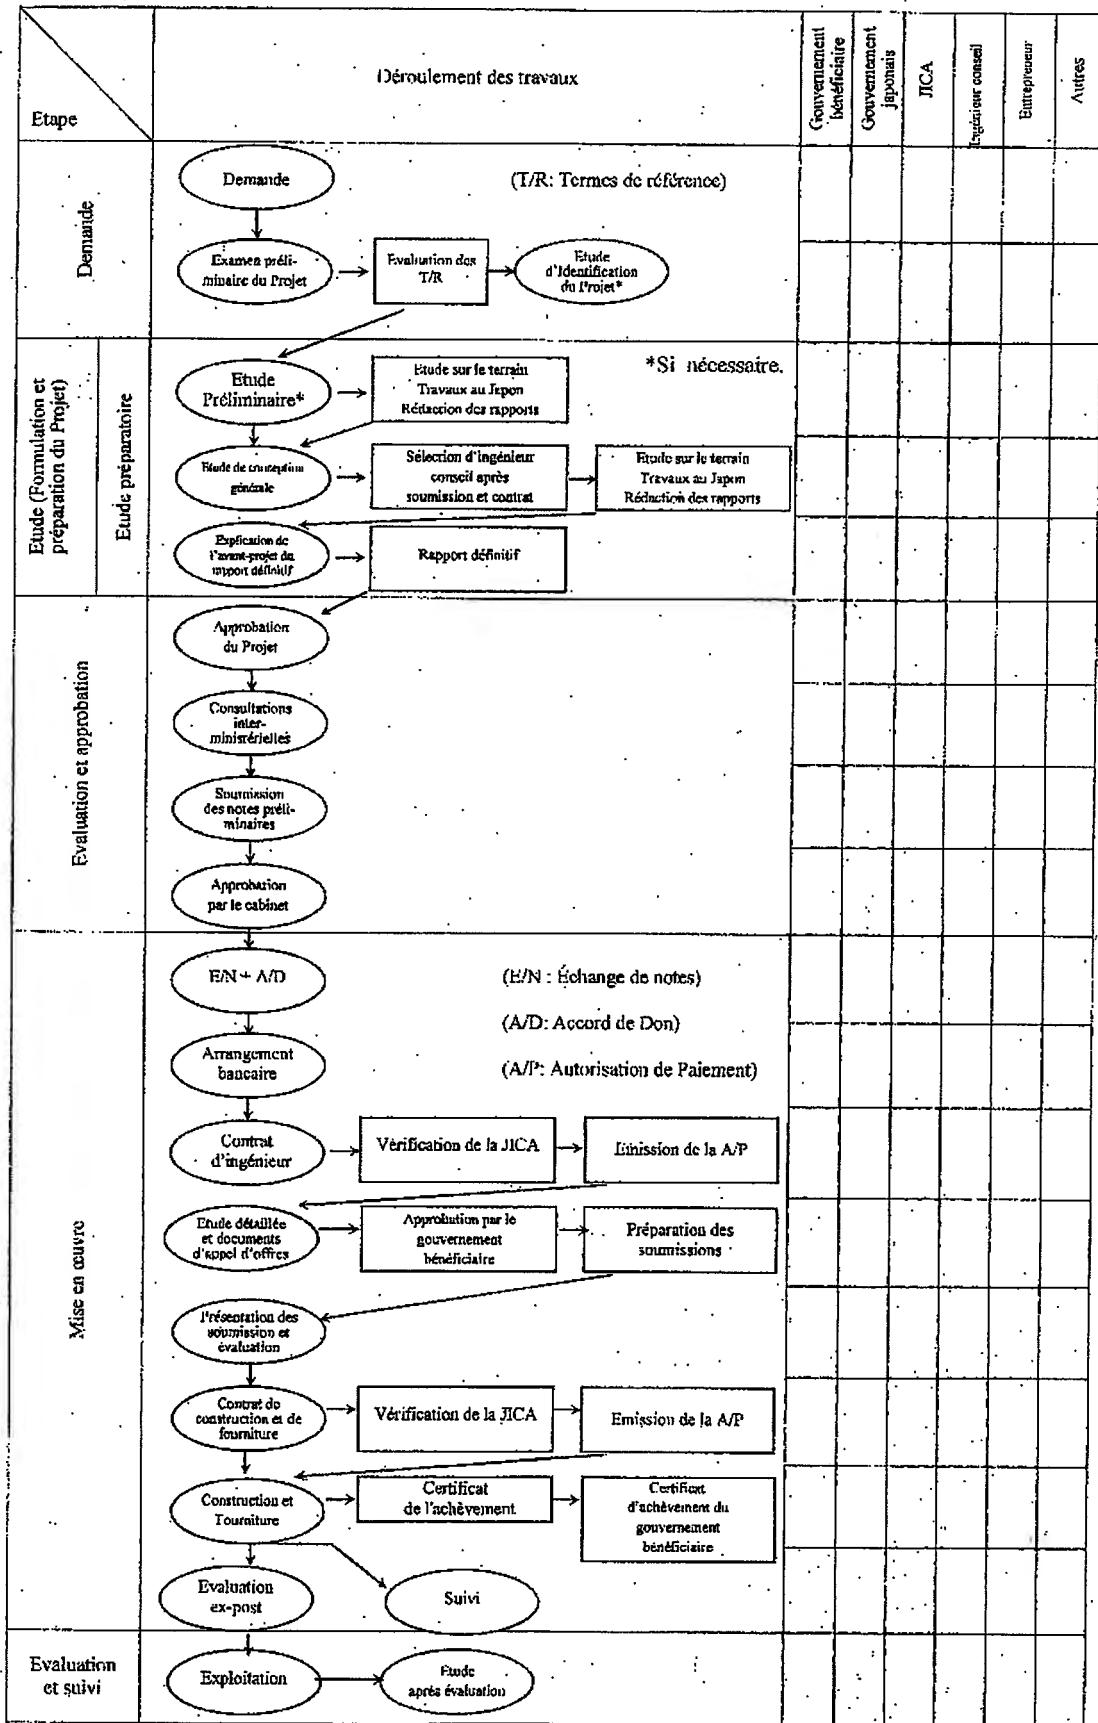 Etape
Déroulement des travaux
Gouvernement
bénéficiaire
Gouvernement
japonais
JICA
Ingénieur conseil
Entrepreneur
Autres
Demande
Demande
(T/R: Termes de référence)
Examen préli-
minaire du Projet
Evaluation des
T/R
Etude
d'Identification
du Projet*
Etude (Formulation et
préparation du Projet)
Etude préparatoire
*Si nécessaire.
Etude
Préliminaire*
Etude sur le terrain
Travaux au Japon
Rédaction des rapports
Etude de conception
générale
Sélection d'ingénieur
conseil après
soumission et contrat
Etude sur le terrain
Travaux au Japon
Rédaction des rapports
Explication de
l'avant-projet du
rapport définitif
Rapport définitif
Evaluation et approbation
Approbation
du Projet
Consultations
inter-
ministérielles
Soumission
des notes préli-
minaires
Approbation
par le cabinet
Mise en œuvre
E/N + A/D
(E/N : Échange de notes)
(A/D: Accord de Don)
Arrangement
bancaire
(A/P: Autorisation de Paiement)
Contrat
d'ingénieur
Vérification de la JICA
Emission de la A/P
Etude détaillée
et documents
d'appel d'offres
Approbation par le
gouvernement
bénéficiaire
Préparation des
soumissions
Présentation des
soumission et
évaluation
Contrat de
construction et de
fourniture
Vérification de la JICA
Emission de la A/P
Construction et
Tourniture
Certificat
de l'achèvement
Certificat
d'achèvement du
gouvernement
bénéficiaire
Evaluation
ex-post
Suivi
Evaluation
et suivi
Exploitation
Etude
après évaluation